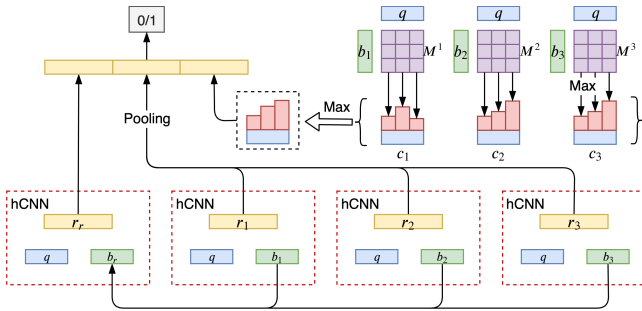 0/1
q q q
b₁ M¹ b₂ M² b₃ M³
Max
Max
Pooling
c₁ c₂ c₃
hCNN hCNN hCNN hCNN
rᵣ r₁ r₂ r₃
q bᵣ q b₁ q b₂ q b₃